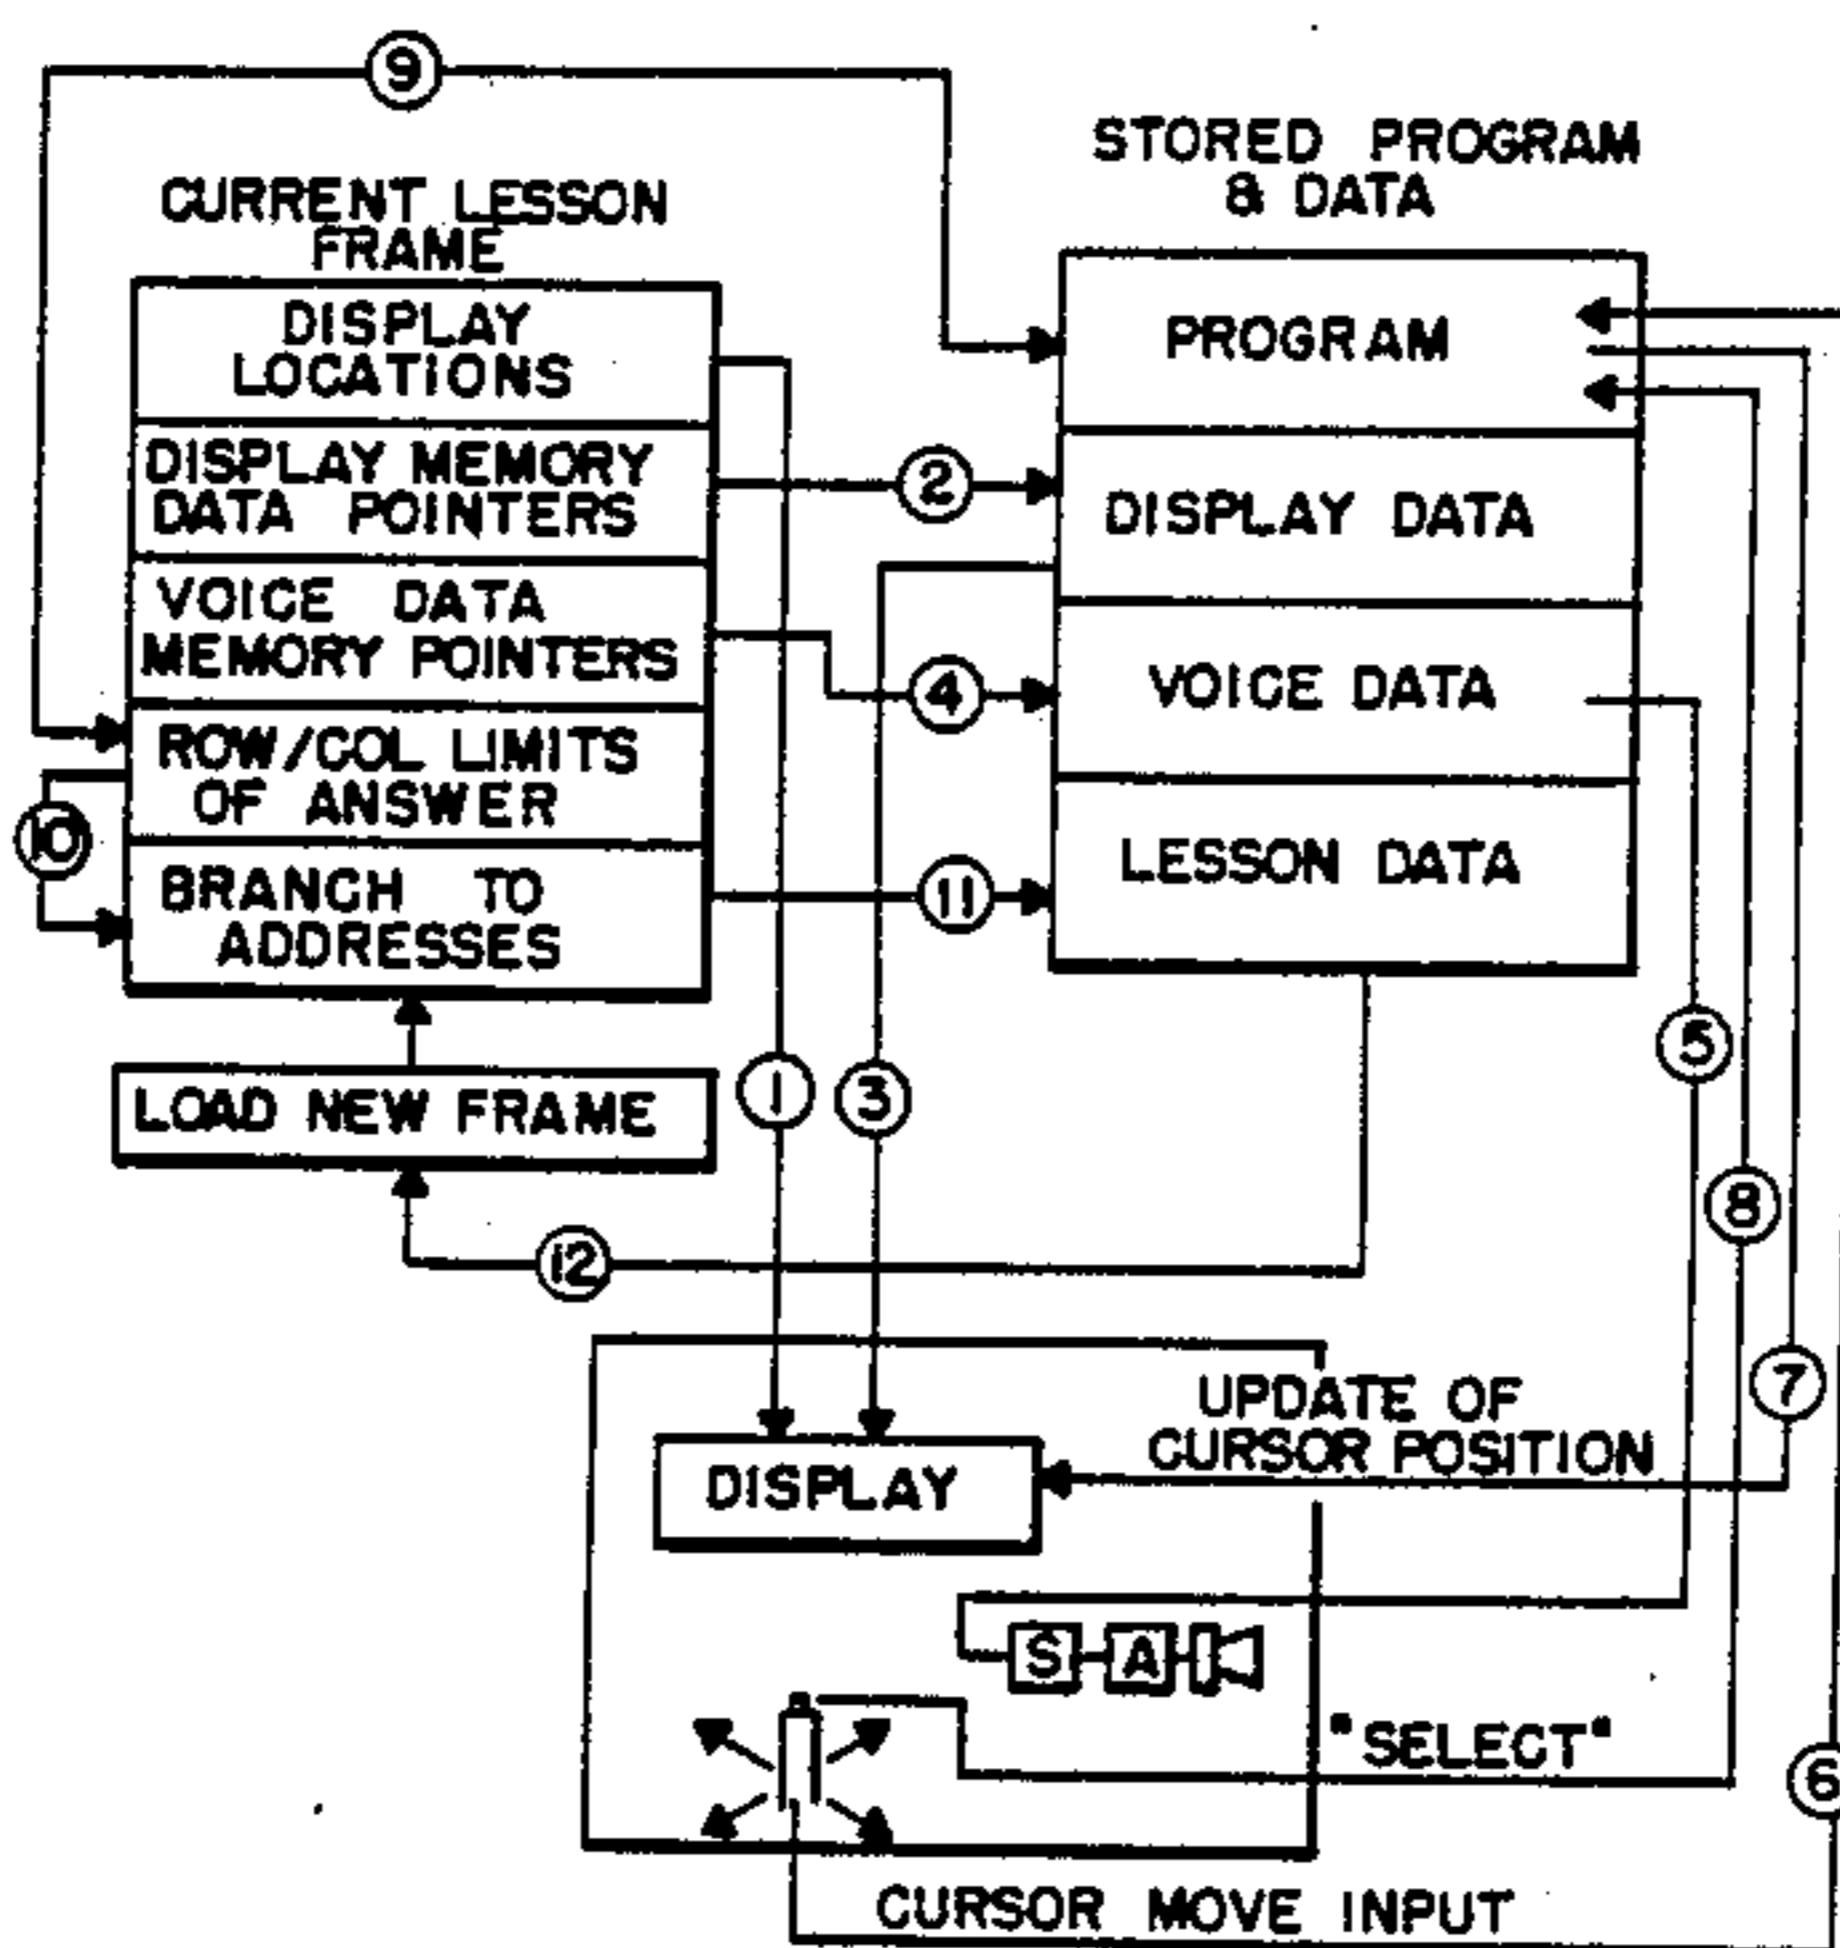 9
STORED PROGRAM
& DATA
CURRENT LESSON
FRAME
DISPLAY
LOCATIONS
PROGRAM
DISPLAY MEMORY
DATA POINTERS
2
DISPLAY DATA
VOICE DATA
MEMORY POINTERS
4
VOICE DATA
ROW/COL LIMITS
OF ANSWER
10
BRANCH TO
ADDRESSES
11
LESSON DATA
5
LOAD NEW FRAME
1
3
8
12
7
UPDATE OF
CURSOR POSITION
DISPLAY
S A
"SELECT"
6
CURSOR MOVE INPUT